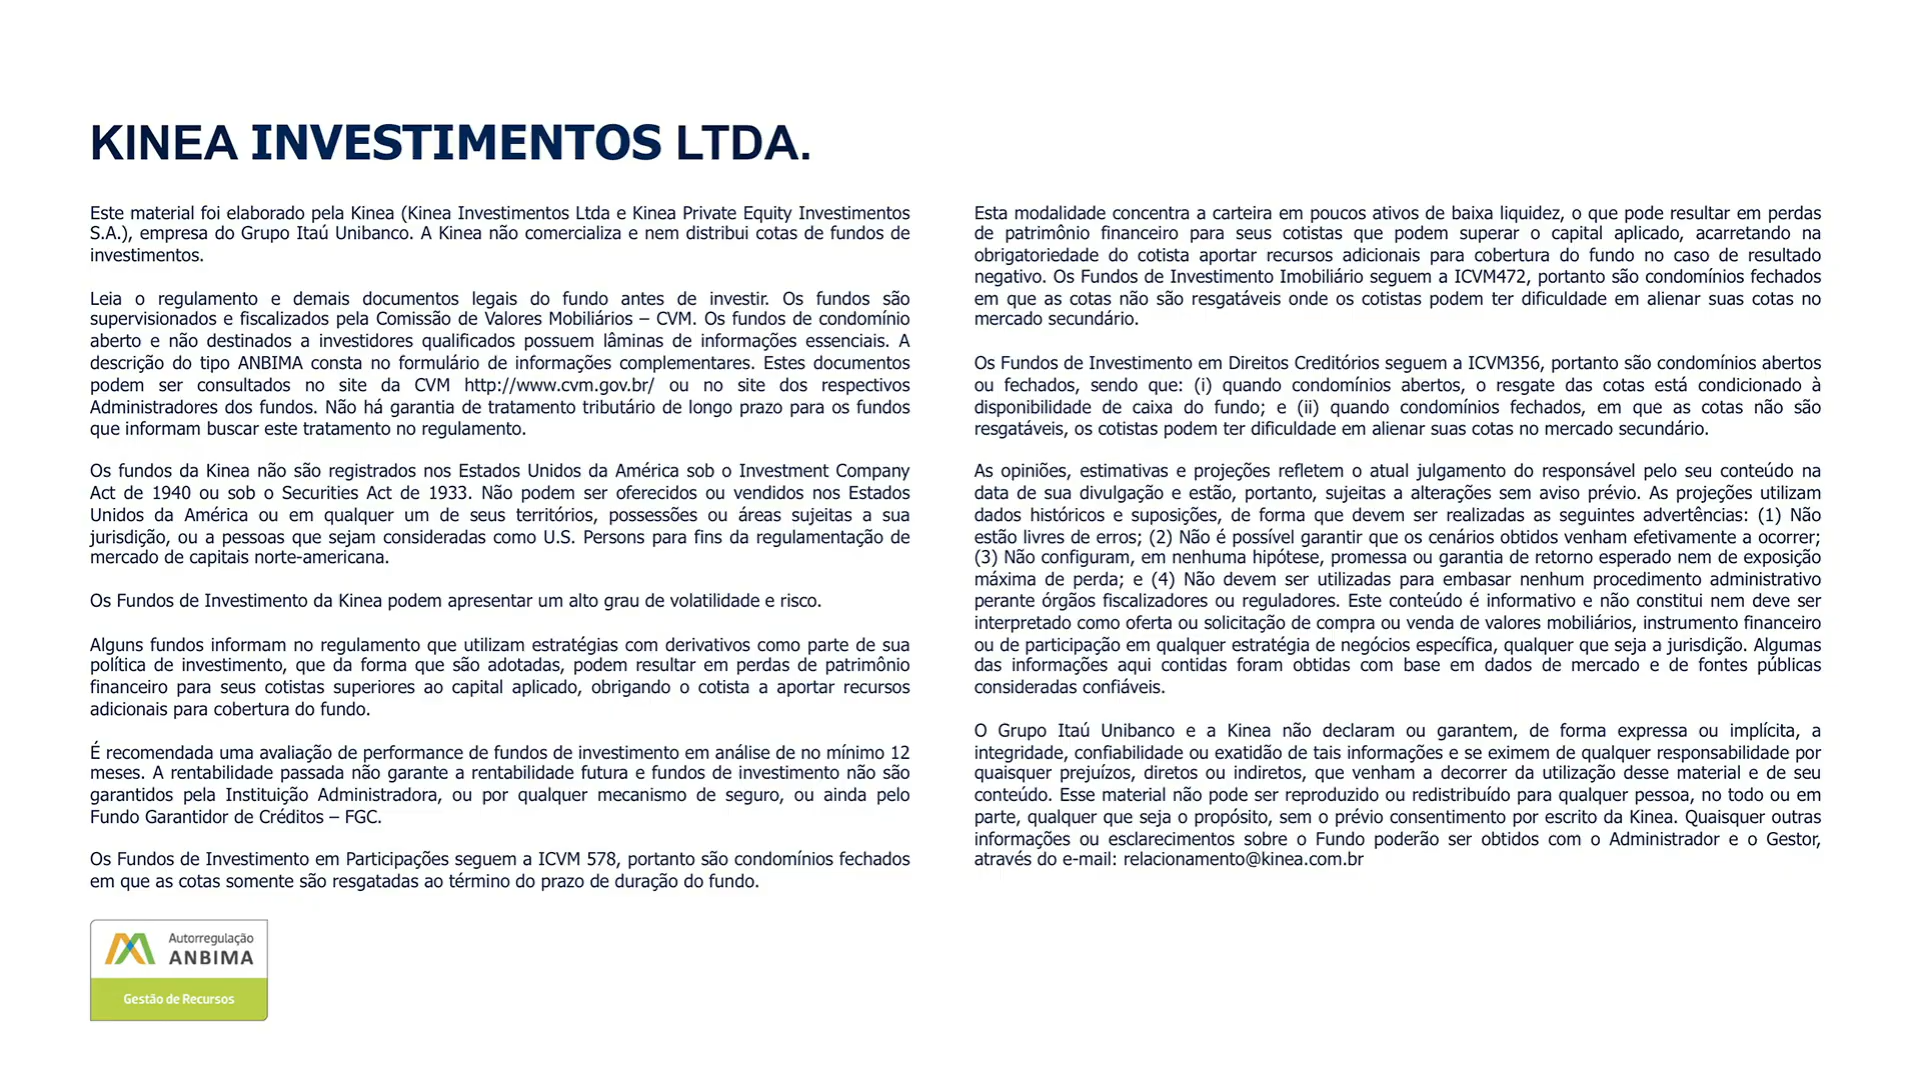 KINEA INVESTIMENTOS LTDA.
Este material foi elaborado pela Kinea (Kinea Investimentos Ltda e Kinea Private Equity Investimentos
S.A.), empresa do Grupo Itaú Unibanco. A Kinea não comercializa e nem distribui cotas de fundos de
investimentos.
Leia o regulamento e demais documentos legais do fundo antes de investir. Os fundos são
supervisionados e fiscalizados pela Comissão de Valores Mobiliários – CVM. Os fundos de condomínio
aberto e não destinados a investidores qualificados possuem lâminas de informações essenciais. A
descrição do tipo ANBIMA consta no formulário de informações complementares. Estes documentos
podem ser consultados no site da CVM http://www.cvm.gov.br/ ou no site dos respectivos
Administradores dos fundos. Não há garantia de tratamento tributário de longo prazo para os fundos
que informam buscar este tratamento no regulamento.
Os fundos da Kinea não são registrados nos Estados Unidos da América sob o Investment Company
Act de 1940 ou sob o Securities Act de 1933. Não podem ser oferecidos ou vendidos nos Estados
Unidos da América ou em qualquer um de seus territórios, possessões ou áreas sujeitas a sua
jurisdição, ou a pessoas que sejam consideradas como U.S. Persons para fins da regulamentação de
mercado de capitais norte-americana.
Os Fundos de Investimento da Kinea podem apresentar um alto grau de volatilidade e risco.
Alguns fundos informam no regulamento que utilizam estratégias com derivativos como parte de sua
política de investimento, que da forma que são adotadas, podem resultar em perdas de patrimônio
financeiro para seus cotistas superiores ao capital aplicado, obrigando o cotista a aportar recursos
adicionais para cobertura do fundo.
É recomendada uma avaliação de performance de fundos de investimento em análise de no mínimo 12
meses. A rentabilidade passada não garante a rentabilidade futura e fundos de investimento não são
garantidos pela Instituição Administradora, ou por qualquer mecanismo de seguro, ou ainda pelo
Fundo Garantidor de Créditos – FGC.
Os Fundos de Investimento em Participações seguem a ICVM 578, portanto são condomínios fechados
em que as cotas somente são resgatadas ao término do prazo de duração do fundo.
Esta modalidade concentra a carteira em poucos ativos de baixa liquidez, o que pode resultar em perdas
de patrimônio financeiro para seus cotistas que podem superar o capital aplicado, acarretando na
obrigatoriedade do cotista aportar recursos adicionais para cobertura do fundo no caso de resultado
negativo. Os Fundos de Investimento Imobiliário seguem a ICVM472, portanto são condomínios fechados
em que as cotas não são resgatáveis onde os cotistas podem ter dificuldade em alienar suas cotas no
mercado secundário.
Os Fundos de Investimento em Direitos Creditórios seguem a ICVM356, portanto são condomínios abertos
ou fechados, sendo que: (i) quando condomínios abertos, o resgate das cotas está condicionado à
disponibilidade de caixa do fundo; e (ii) quando condomínios fechados, em que as cotas não são
resgatáveis, os cotistas podem ter dificuldade em alienar suas cotas no mercado secundário.
As opiniões, estimativas e projeções refletem o atual julgamento do responsável pelo seu conteúdo na
data de sua divulgação e estão, portanto, sujeitas a alterações sem aviso prévio. As projeções utilizam
dados históricos e suposições, de forma que devem ser realizadas as seguintes advertências: (1) Não
estão livres de erros; (2) Não é possível garantir que os cenários obtidos venham efetivamente a ocorrer;
(3) Não configuram, em nenhuma hipótese, promessa ou garantia de retorno esperado nem de exposição
máxima de perda; e (4) Não devem ser utilizadas para embasar nenhum procedimento administrativo
perante órgãos fiscalizadores ou reguladores. Este conteúdo é informativo e não constitui nem deve ser
interpretado como oferta ou solicitação de compra ou venda de valores mobiliários, instrumento financeiro
ou de participação em qualquer estratégia de negócios específica, qualquer que seja a jurisdição. Algumas
das informações aqui contidas foram obtidas com base em dados de mercado e de fontes públicas
consideradas confiáveis.
O Grupo Itaú Unibanco e a Kinea não declaram ou garantem, de forma expressa ou implícita, a
integridade, confiabilidade ou exatidão de tais informações e se eximem de qualquer responsabilidade por
quaisquer prejuízos, diretos ou indiretos, que venham a decorrer da utilização desse material e de seu
conteúdo. Esse material não pode ser reproduzido ou redistribuído para qualquer pessoa, no todo ou em
parte, qualquer que seja o propósito, sem o prévio consentimento por escrito da Kinea. Quaisquer outras
informações ou esclarecimentos sobre o Fundo poderão ser obtidos com o Administrador e o Gestor,
através do e-mail: relacionamento@kinea.com.br
Autorregulação
ANBIMA
Gestão de Recursos